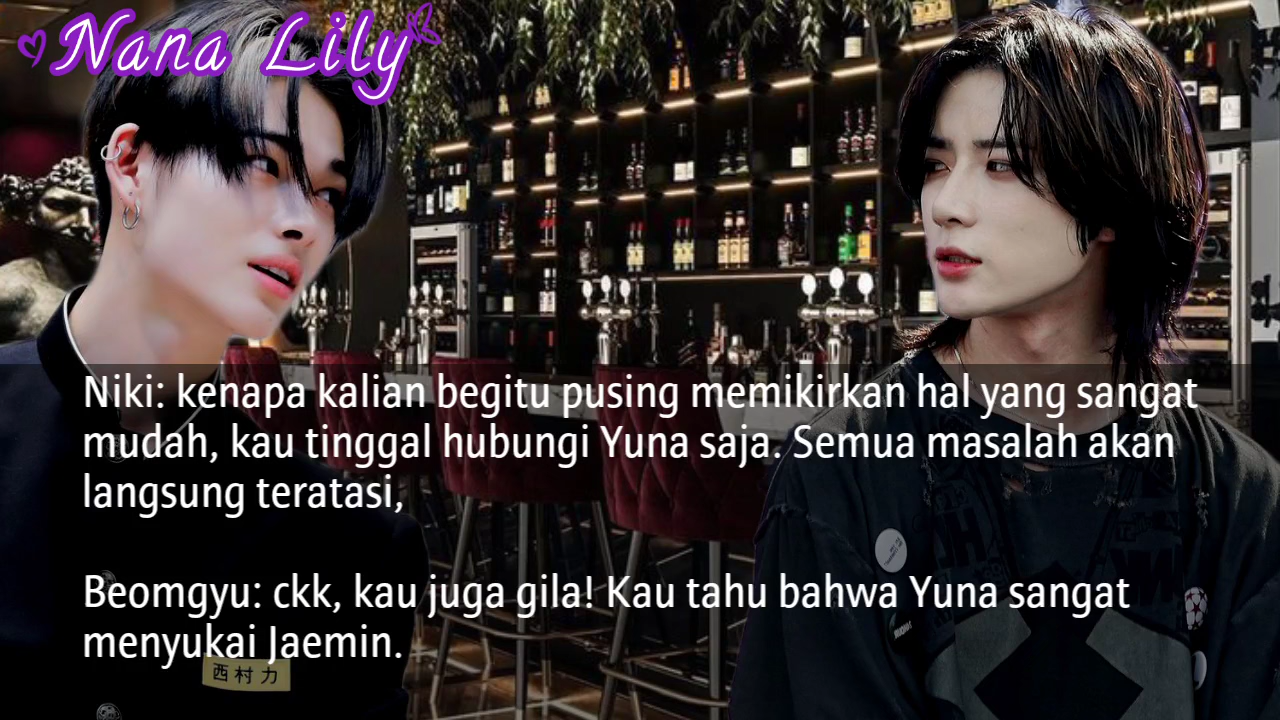 Nana Lily
Niki: kenapa kalian begitu pusing memikirkan hal yang sangat
mudah, kau tinggal hubungi Yuna saja. Semua masalah akan
langsung teratasi,
Beomgyu: ckk, kau juga gila! Kau tahu bahwa Yuna sangat
menyukai Jaemin.
西村力